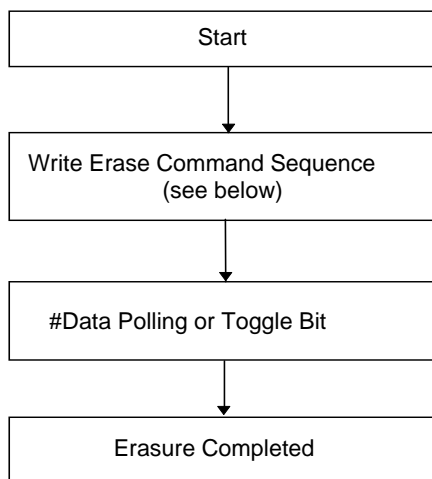 Start
Write Erase Command Sequence
(see below)
#Data Polling or Toggle Bit
Erasure Completed